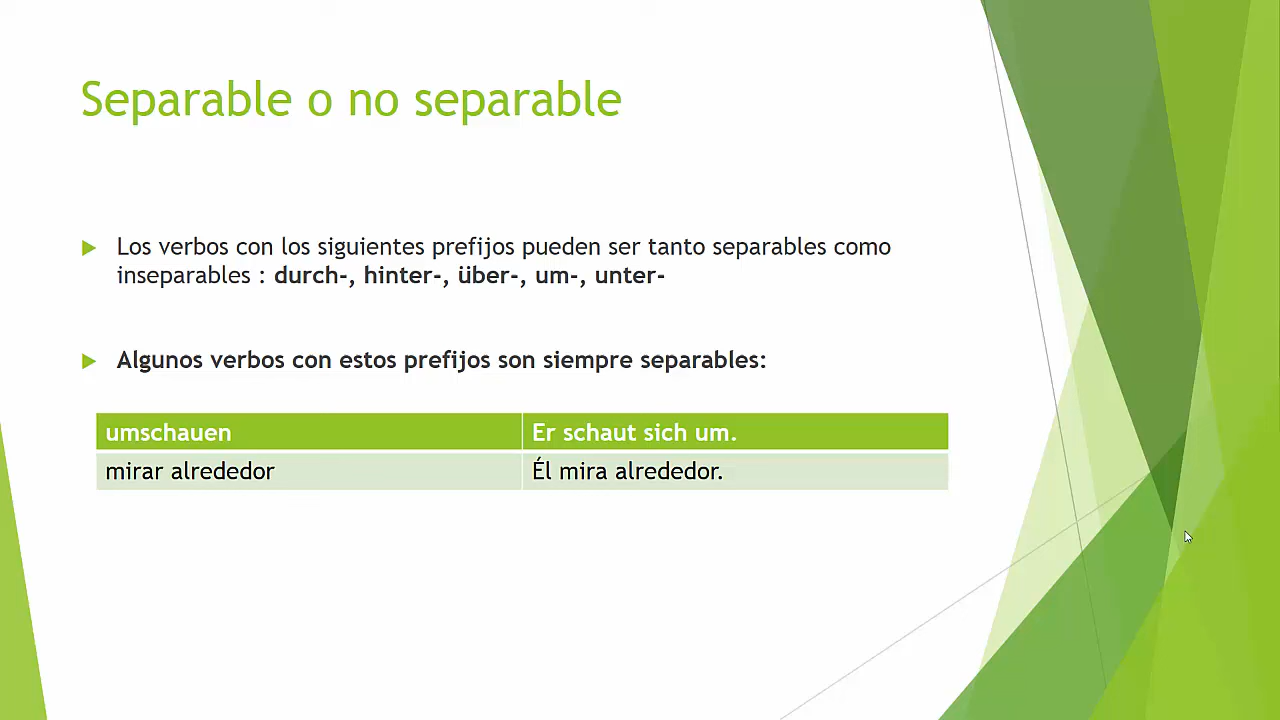 Separable o no separable
Los verbos con los siguientes prefijos pueden ser tanto separables como
inseparables : durch-, hinter-, über-, um-, unter-
Algunos verbos con estos prefijos son siempre separables:
umschauen Er schaut sich um.
mirar alrededor Él mira alrededor.